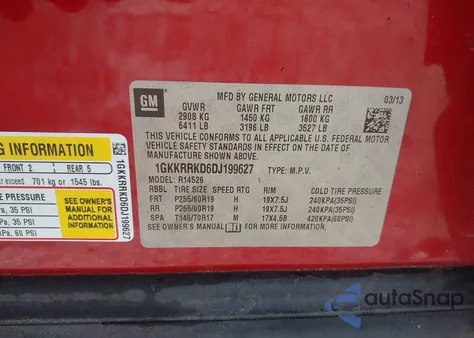 GM
MFD BY GENERAL MOTORS LLC
03/13
GVWR GAWR FRT GAWR RR
2908 KG 1450 KG 1600 KG
6411 LB 3196 LB 3527 LB
THIS VEHICLE CONFORMS TO ALL APPLICABLE U.S. FEDERAL MOTOR
VEHICLE SAFETY STANDARDS IN EFFECT ON THE DATE OF
MANUFACTURE SHOWN ABOVE.
1GKKRRKD6DJ199627 TYPE: M.P.V.
MODEL: R14526
RBBL TIRE SIZE SPEED RTG RIM COLD TIRE PRESSURE
FRT P255/60R19 H 19X7.5J 240KPA(35PSI)
RR P255/60R19 H 19X7.5J 240KPA(35PSI)
SPA T145/70R17 M 17X4.5B 420KPA(60PSI)
SEE OWNER'S MANUAL FOR MORE INFORMATION.
G INFORMATION
FRONT 2 REAR 5
exceed 701 kg or 1545 lbs.
SEE OWNER'S
MANUAL FOR
ADDITIONAL
INFORMATION
a, 35 PSI
Pa, 35 PSI
a, 60 PSI
1GKKRRKD6DJ199627
autoSnap